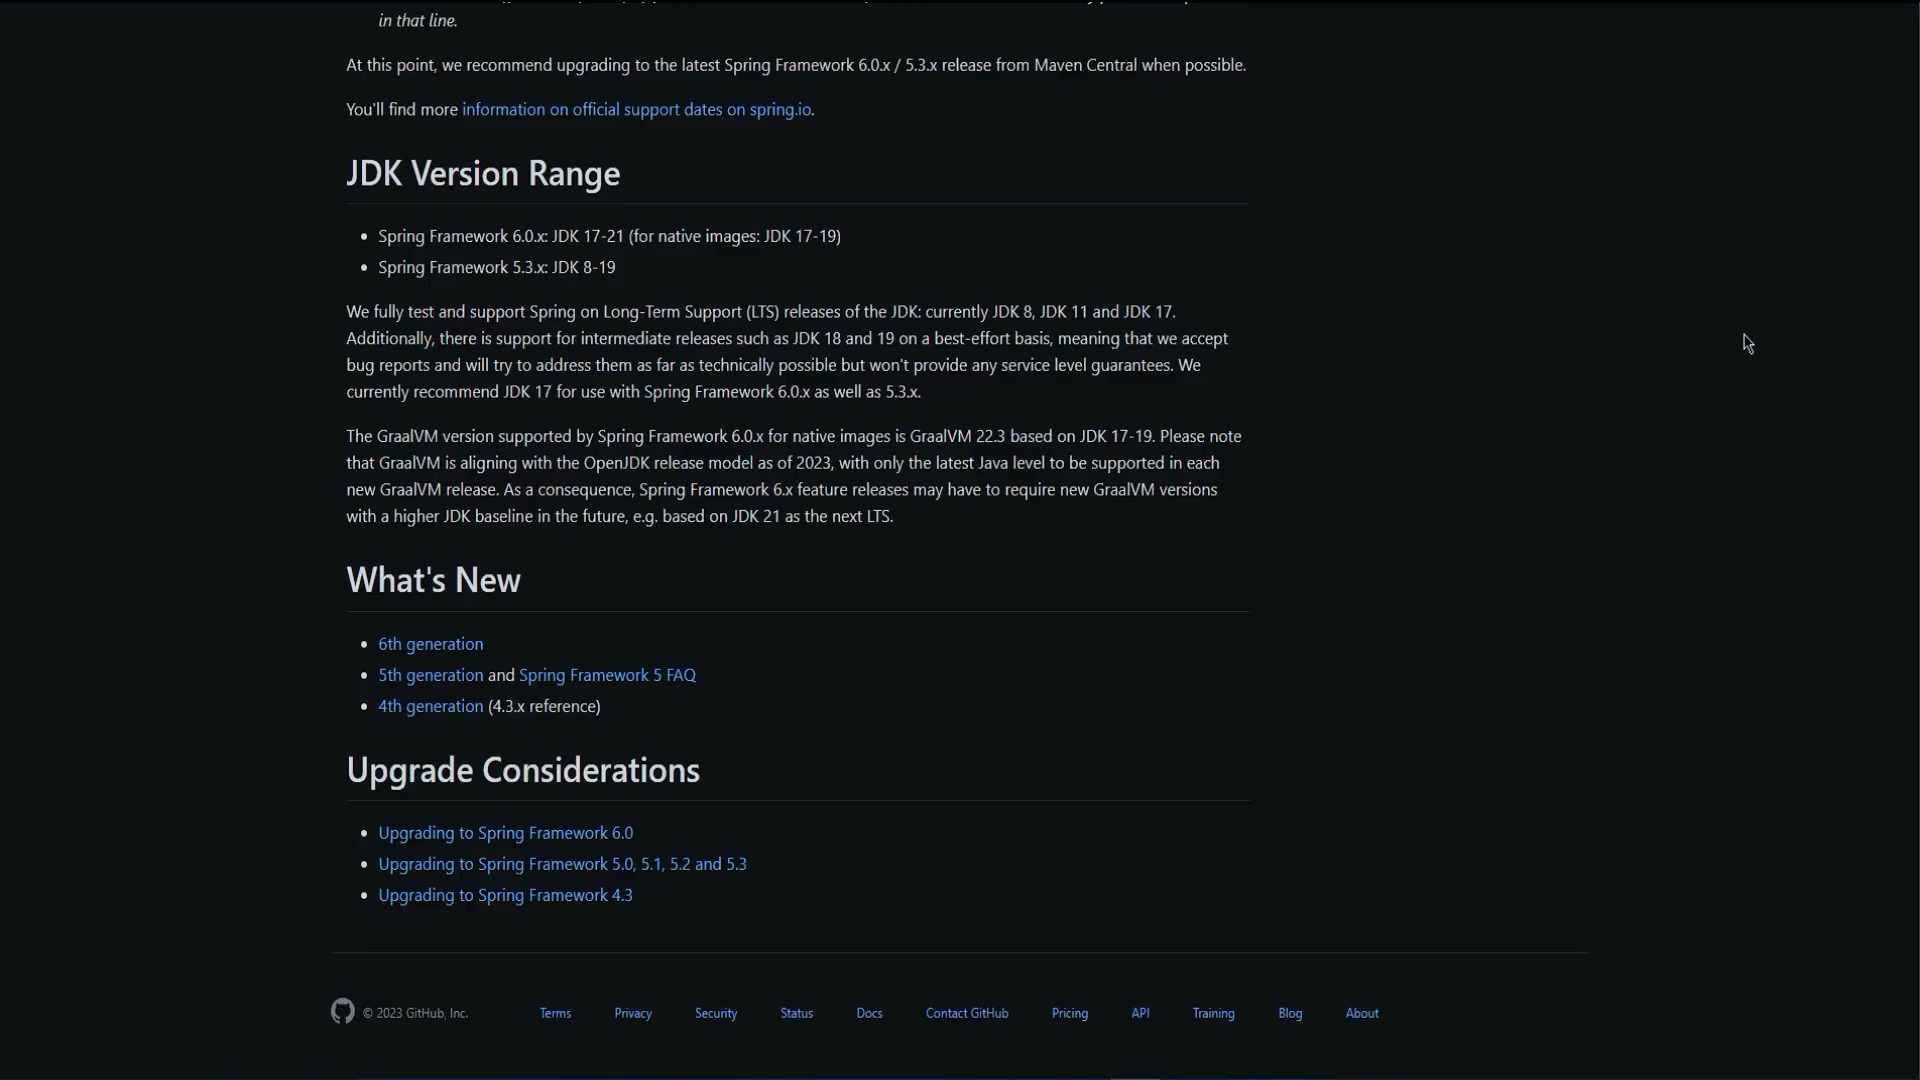 in that line.
At this point, we recommend upgrading to the latest Spring Framework 6.0.x / 5.3.x release from Maven Central when possible.
You'll find more information on official support dates on spring.io.
JDK Version Range
• Spring Framework 6.0.x: JDK 17-21 (for native images: JDK 17-19)
• Spring Framework 5.3.x: JDK 8-19
We fully test and support Spring on Long-Term Support (LTS) releases of the JDK: currently JDK 8, JDK 11 and JDK 17.
Additionally, there is support for intermediate releases such as JDK 18 and 19 on a best-effort basis, meaning that we accept
bug reports and will try to address them as far as technically possible but won't provide any service level guarantees. We
currently recommend JDK 17 for use with Spring Framework 6.0.x as well as 5.3.x.
The GraalVM version supported by Spring Framework 6.0.x for native images is GraalVM 22.3 based on JDK 17-19. Please note
that GraalVM is aligning with the OpenJDK release model as of 2023, with only the latest Java level to be supported in each
new GraalVM release. As a consequence, Spring Framework 6.x feature releases may have to require new GraalVM versions
with a higher JDK baseline in the future, e.g. based on JDK 21 as the next LTS.
What's New
• 6th generation
• 5th generation and Spring Framework 5 FAQ
• 4th generation (4.3.x reference)
Upgrade Considerations
• Upgrading to Spring Framework 6.0
• Upgrading to Spring Framework 5.0, 5.1, 5.2 and 5.3
• Upgrading to Spring Framework 4.3
© 2023 GitHub, Inc. Terms Privacy Security Status Docs Contact GitHub Pricing API Training Blog About